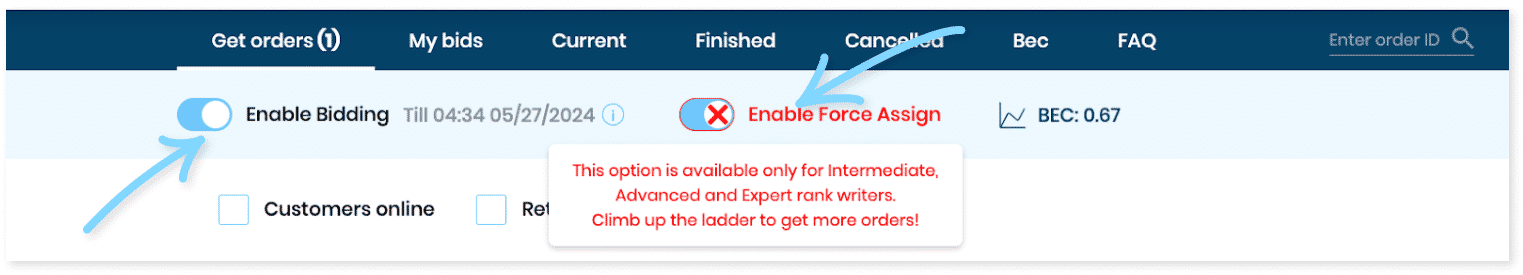 Get orders (1) My bids Current Finished Cancelled Bec FAQ Enter order ID
Enable Bidding Till 04:34 05/27/2024 i Enable Force Assign BEC: 0.67
This option is available only for Intermediate,
Advanced and Expert rank writers.
Climb up the ladder to get more orders!
Customers online